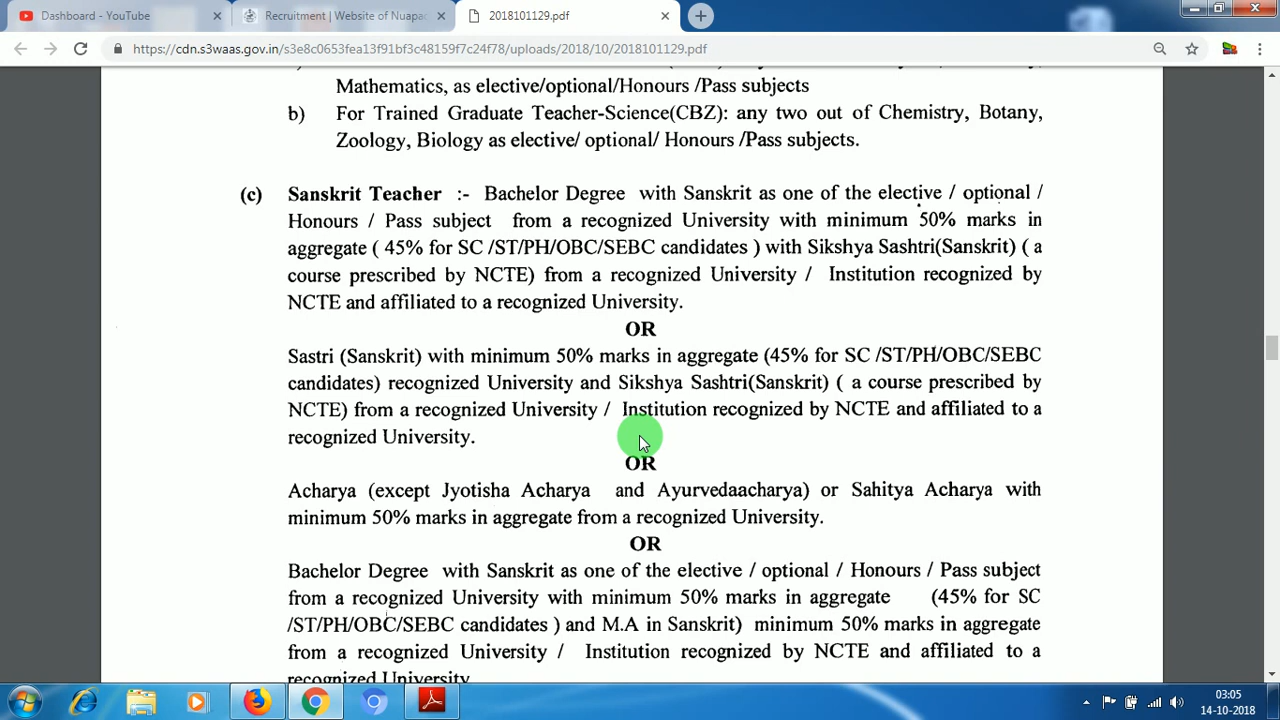 Dashboard - YouTube
Recruitment | Website of Nuapac
2018101129.pdf
https://cdn.s3waas.gov.in/s3e8c0653fea13f91bf3c48159f7c24f78/uploads/2018/10/2018101129.pdf
Mathematics, as elective/optional/Honours /Pass subjects
b) For Trained Graduate Teacher-Science(CBZ): any two out of Chemistry, Botany,
Zoology, Biology as elective/ optional/ Honours /Pass subjects.
(c) Sanskrit Teacher :- Bachelor Degree with Sanskrit as one of the elective / optional /
Honours / Pass subject from a recognized University with minimum 50% marks in
aggregate ( 45% for SC /ST/PH/OBC/SEBC candidates ) with Sikshya Sashtri(Sanskrit) ( a
course prescribed by NCTE) from a recognized University / Institution recognized by
NCTE and affiliated to a recognized University.
OR
Sastri (Sanskrit) with minimum 50% marks in aggregate (45% for SC /ST/PH/OBC/SEBC
candidates) recognized University and Sikshya Sashtri(Sanskrit) ( a course prescribed by
NCTE) from a recognized University / Institution recognized by NCTE and affiliated to a
recognized University.
OR
Acharya (except Jyotisha Acharya and Ayurvedaacharya) or Sahitya Acharya with
minimum 50% marks in aggregate from a recognized University.
OR
Bachelor Degree with Sanskrit as one of the elective / optional / Honours / Pass subject
from a recognized University with minimum 50% marks in aggregate (45% for SC
/ST/PH/OBC/SEBC candidates ) and M.A in Sanskrit) minimum 50% marks in aggregate
from a recognized University / Institution recognized by NCTE and affiliated to a
recognized University.
03:05
14-10-2018